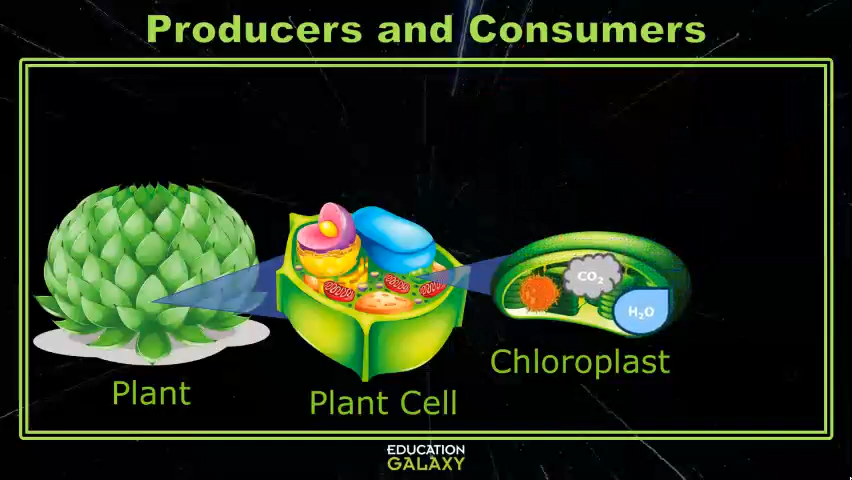 Producers and Consumers
CO₂
H₂O
Chloroplast
Plant
Plant Cell
EDUCATION
GALAXY